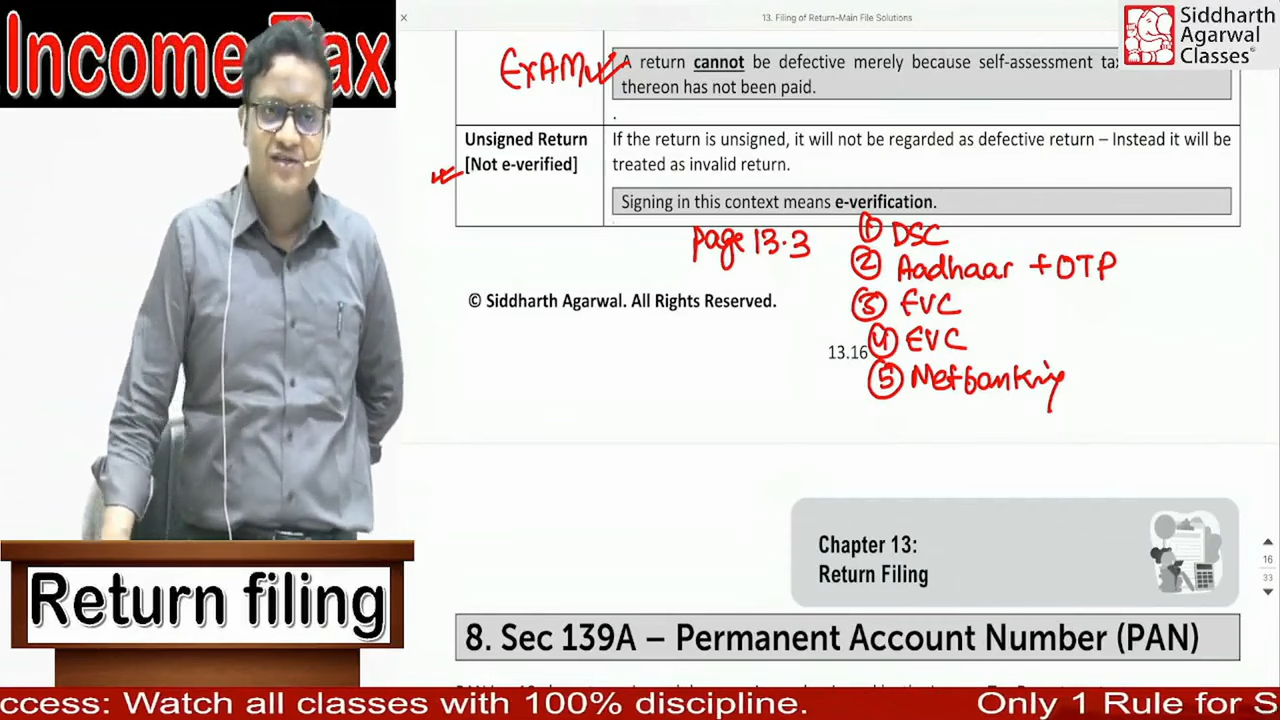 Income Tax.
13. Filing of Return-Main File Solutions
Siddharth
Agarwal
Classes®
EXAM
A return cannot be defective merely because self-assessment tax
thereon has not been paid.
.
Unsigned Return
[Not e-verified]
If the return is unsigned, it will not be regarded as defective return – Instead it will be
treated as invalid return.
Signing in this context means e-verification.
Page 13.3
① DSC
② Aadhaar + OTP
③ EVC
④ EVC
⑤ Netbanking
© Siddharth Agarwal. All Rights Reserved.
13.16
Chapter 13:
Return Filing
16
33
8. Sec 139A – Permanent Account Number (PAN)
Return filing
ccess: Watch all classes with 100% discipline.
Only 1 Rule for S